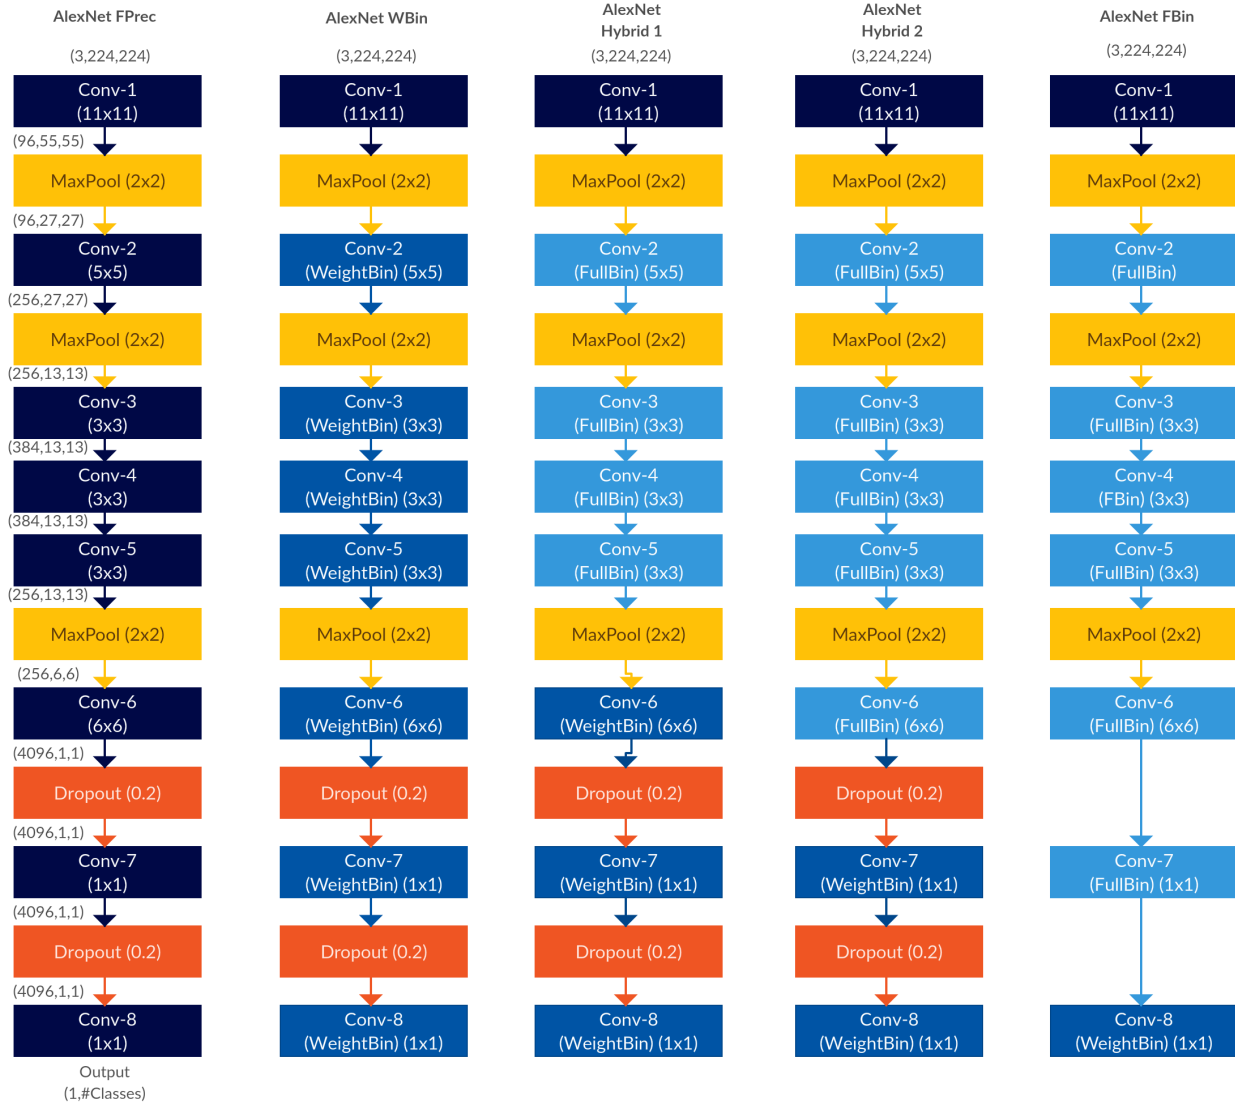 AlexNet FPrec
(3,224,224)
Conv-1
(11x11)
(96,55,55)
MaxPool (2x2)
(96,27,27)
Conv-2
(5x5)
(256,27,27)
MaxPool (2x2)
(256,13,13)
Conv-3
(3x3)
(384,13,13)
Conv-4
(3x3)
(384,13,13)
Conv-5
(3x3)
(256,13,13)
MaxPool (2x2)
(256,6,6)
Conv-6
(6x6)
(4096,1,1)
Dropout (0.2)
(4096,1,1)
Conv-7
(1x1)
(4096,1,1)
Dropout (0.2)
(4096,1,1)
Conv-8
(1x1)
Output
(1,#Classes)
AlexNet WBin
(3,224,224)
Conv-1
(11x11)
MaxPool (2x2)
Conv-2
(WeightBin) (5x5)
MaxPool (2x2)
Conv-3
(WeightBin) (3x3)
Conv-4
(WeightBin) (3x3)
Conv-5
(WeightBin) (3x3)
MaxPool (2x2)
Conv-6
(WeightBin) (6x6)
Dropout (0.2)
Conv-7
(WeightBin) (1x1)
Dropout (0.2)
Conv-8
(WeightBin) (1x1)
AlexNet
Hybrid 1
(3,224,224)
Conv-1
(11x11)
MaxPool (2x2)
Conv-2
(FullBin) (5x5)
MaxPool (2x2)
Conv-3
(FullBin) (3x3)
Conv-4
(FullBin) (3x3)
Conv-5
(FullBin) (3x3)
MaxPool (2x2)
Conv-6
(WeightBin) (6x6)
Dropout (0.2)
Conv-7
(WeightBin) (1x1)
Dropout (0.2)
Conv-8
(WeightBin) (1x1)
AlexNet
Hybrid 2
(3,224,224)
Conv-1
(11x11)
MaxPool (2x2)
Conv-2
(FullBin) (5x5)
MaxPool (2x2)
Conv-3
(FullBin) (3x3)
Conv-4
(FullBin) (3x3)
Conv-5
(FullBin) (3x3)
MaxPool (2x2)
Conv-6
(FullBin) (6x6)
Dropout (0.2)
Conv-7
(WeightBin) (1x1)
Dropout (0.2)
Conv-8
(WeightBin) (1x1)
AlexNet FBin
(3,224,224)
Conv-1
(11x11)
MaxPool (2x2)
Conv-2
(FullBin)
MaxPool (2x2)
Conv-3
(FullBin) (3x3)
Conv-4
(FBin) (3x3)
Conv-5
(FullBin) (3x3)
MaxPool (2x2)
Conv-6
(FullBin) (6x6)
Conv-7
(FullBin) (1x1)
Conv-8
(WeightBin) (1x1)